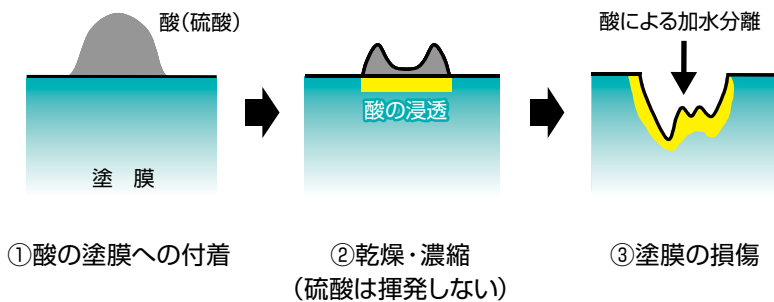 酸(硫酸)
塗 膜
①酸の塗膜への付着
酸の浸透
②乾燥・濃縮
(硫酸は揮発しない)
酸による加水分離
③塗膜の損傷